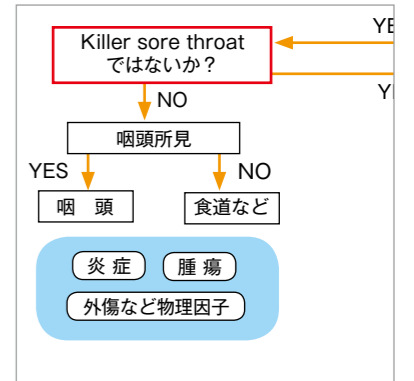 Killer sore throat
ではないか？
NO
咽頭所見
YES
NO
咽　頭
食道など
炎 症
腫 瘍
外傷など物理因子